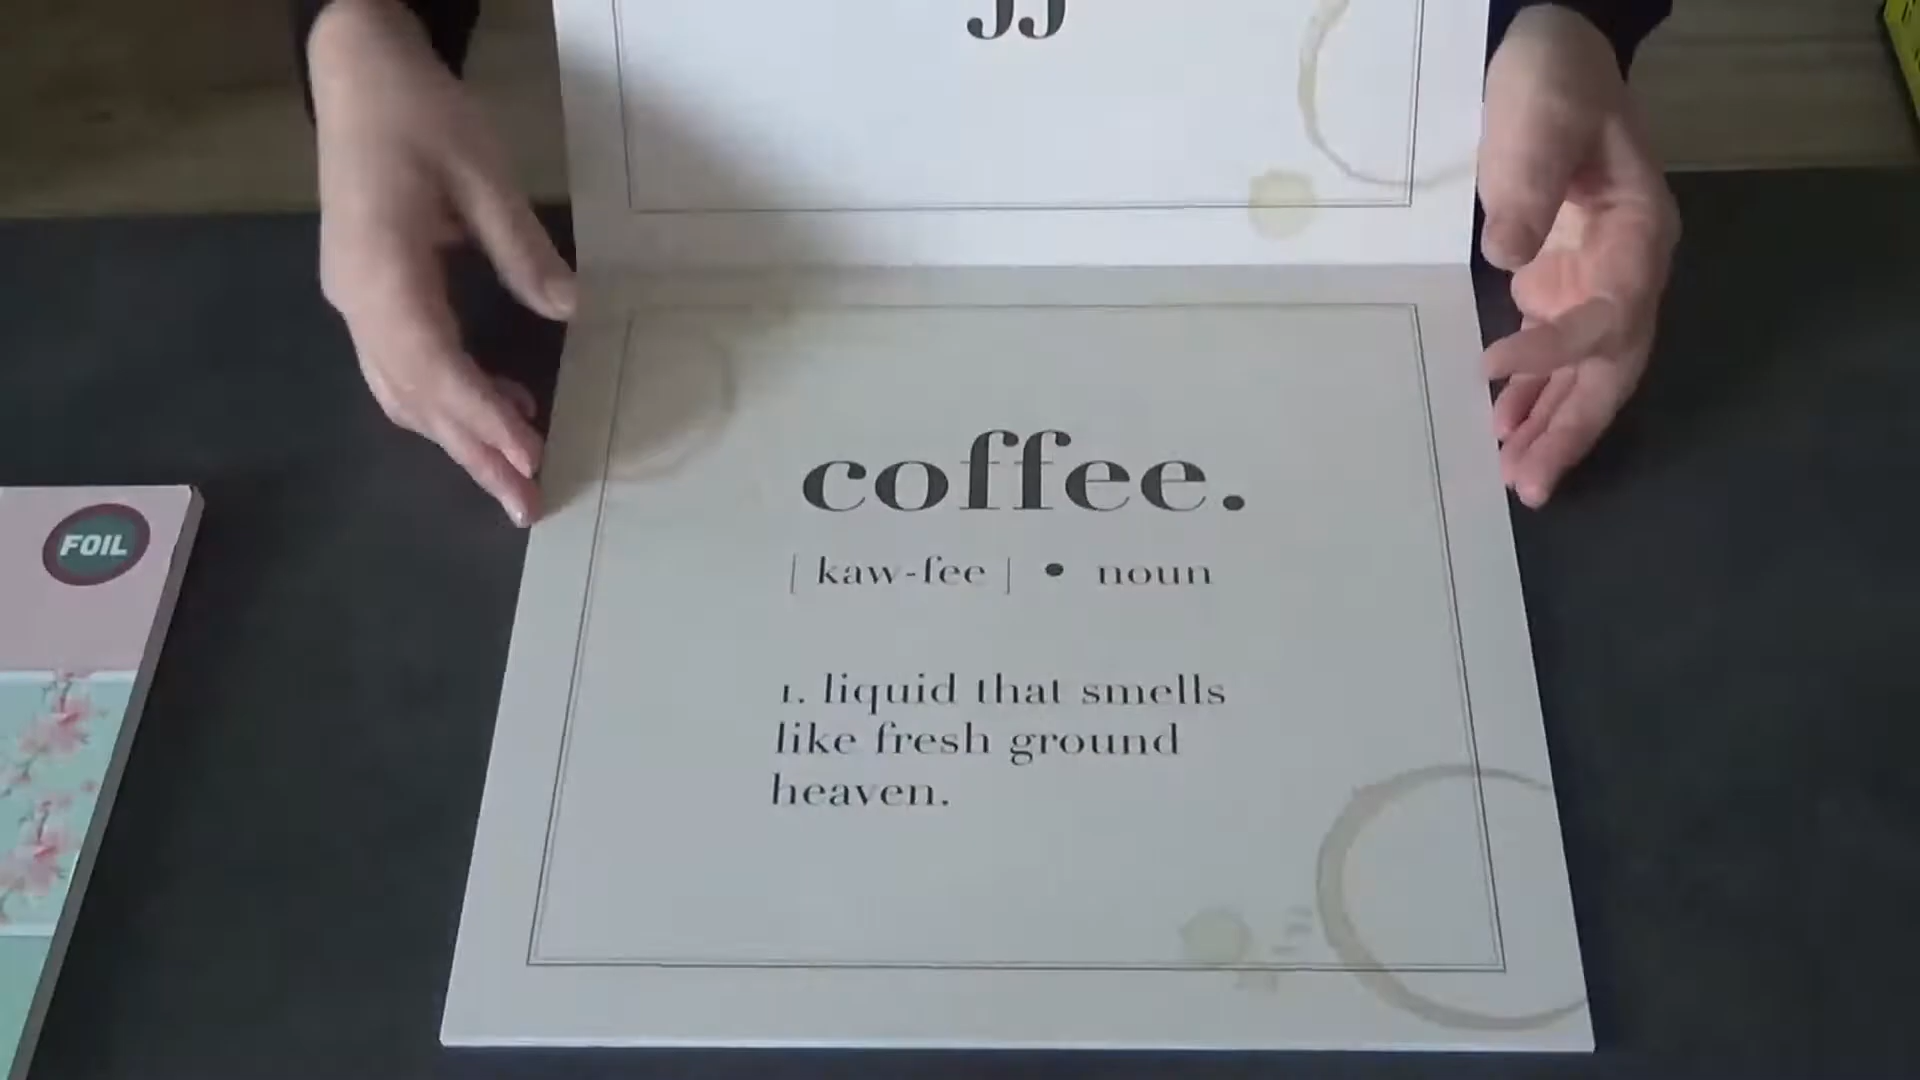 coffee.
| kaw-fee | • noun
1. liquid that smells
like fresh ground
heaven.
FOIL